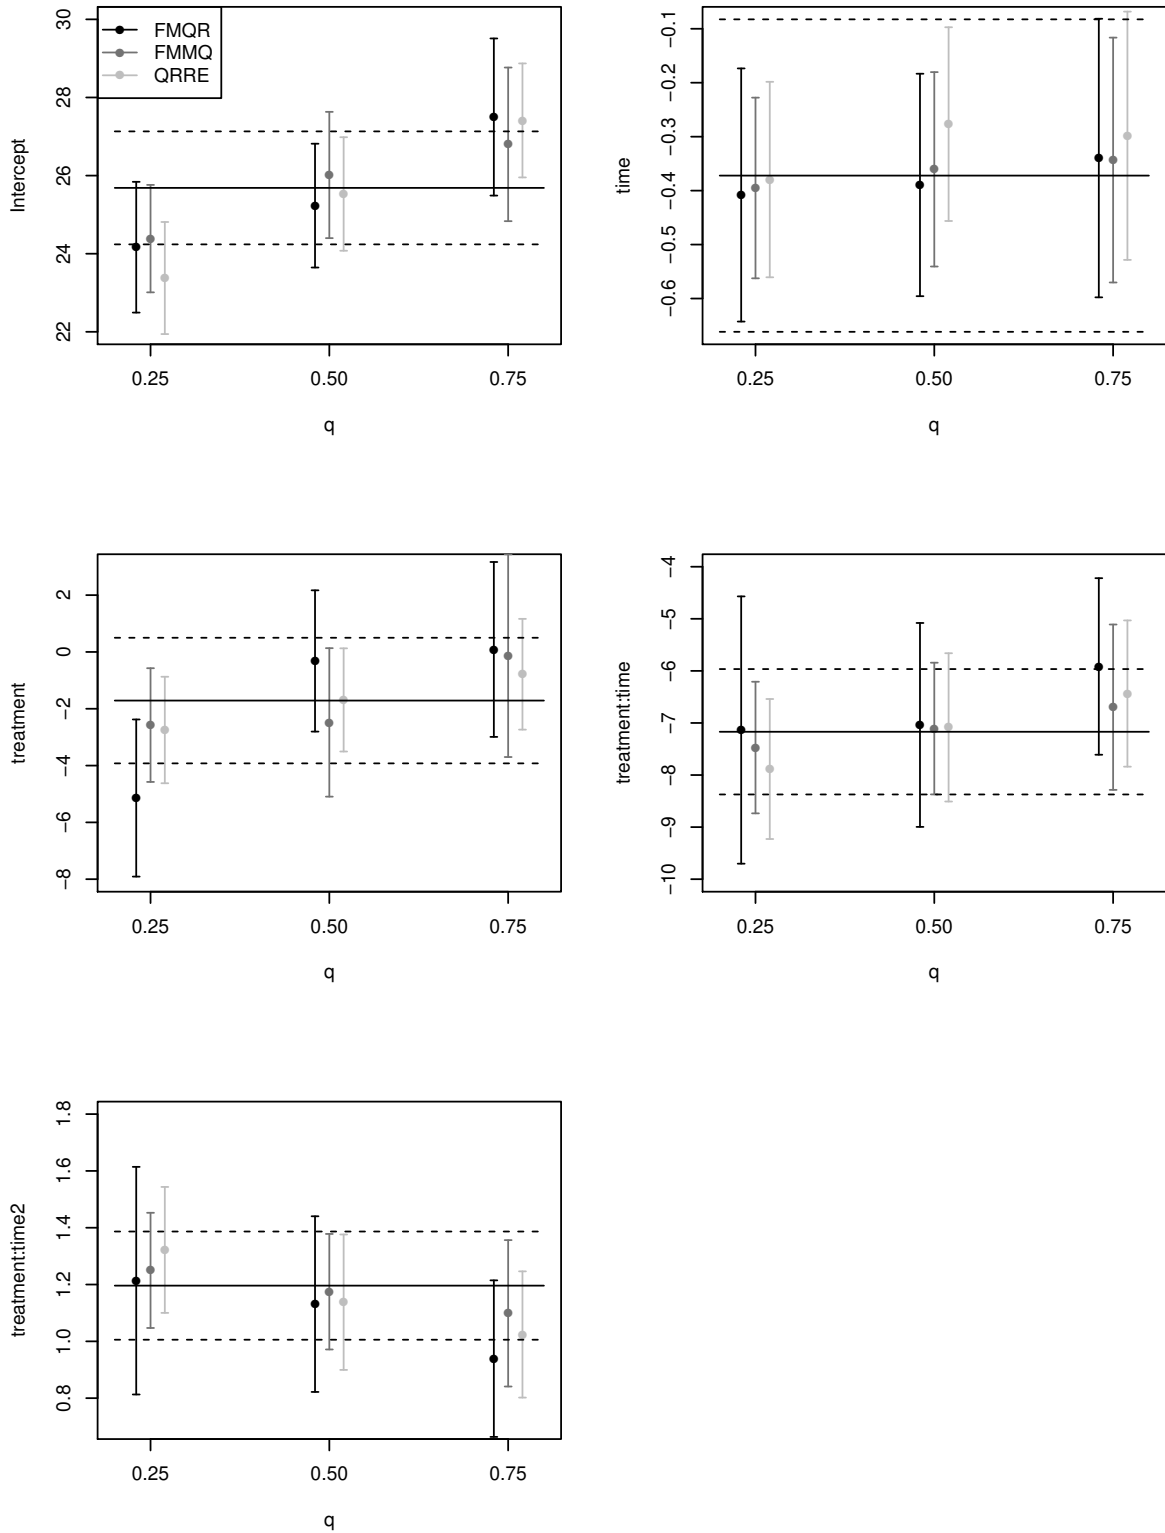 FMQR
FMMQ
QRRE
Intercept
30
28
26
24
22
0.25 0.50 0.75
q
time
−0.1
−0.2
−0.3
−0.4
−0.5
−0.6
0.25 0.50 0.75
q
treatment
2
0
−2
−4
−6
−8
0.25 0.50 0.75
q
treatment:time
−4
−5
−6
−7
−8
−9
−10
0.25 0.50 0.75
q
treatment:time2
1.8
1.6
1.4
1.2
1.0
0.8
0.25 0.50 0.75
q